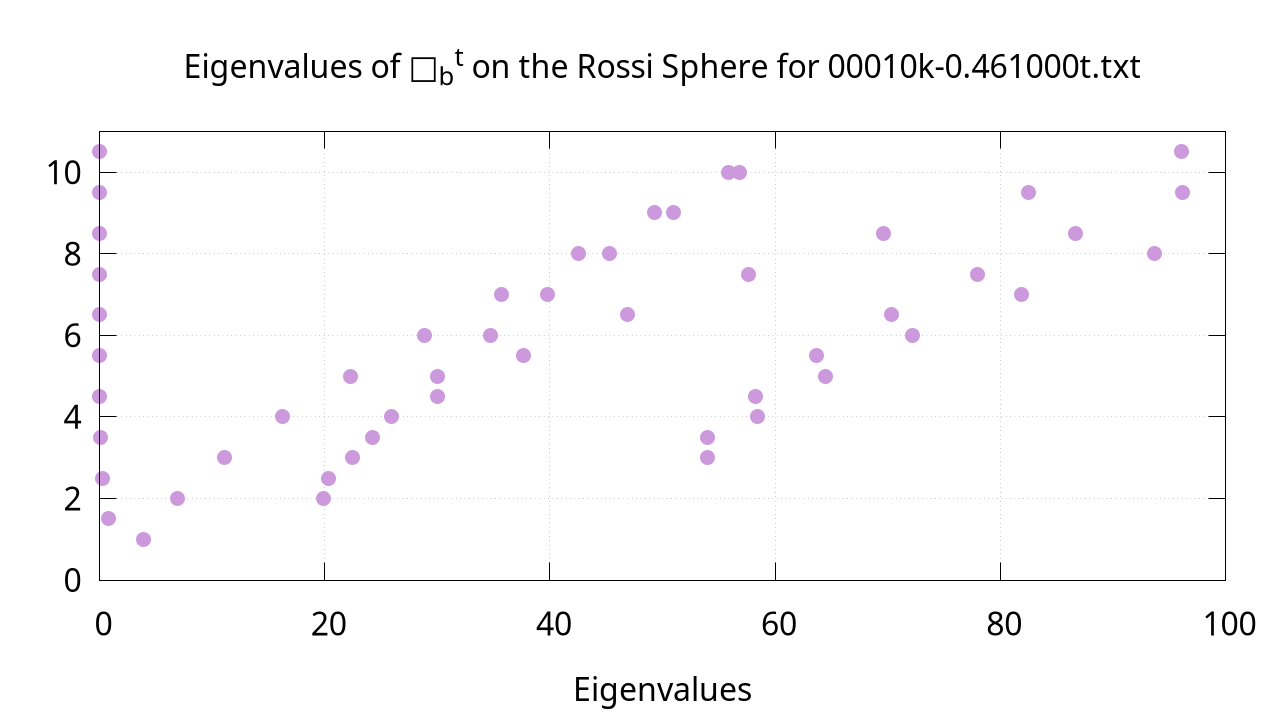 Eigenvalues of □b^t on the Rossi Sphere for 00010k-0.461000t.txt
10
8
6
4
2
0
0 20 40 60 80 100
Eigenvalues